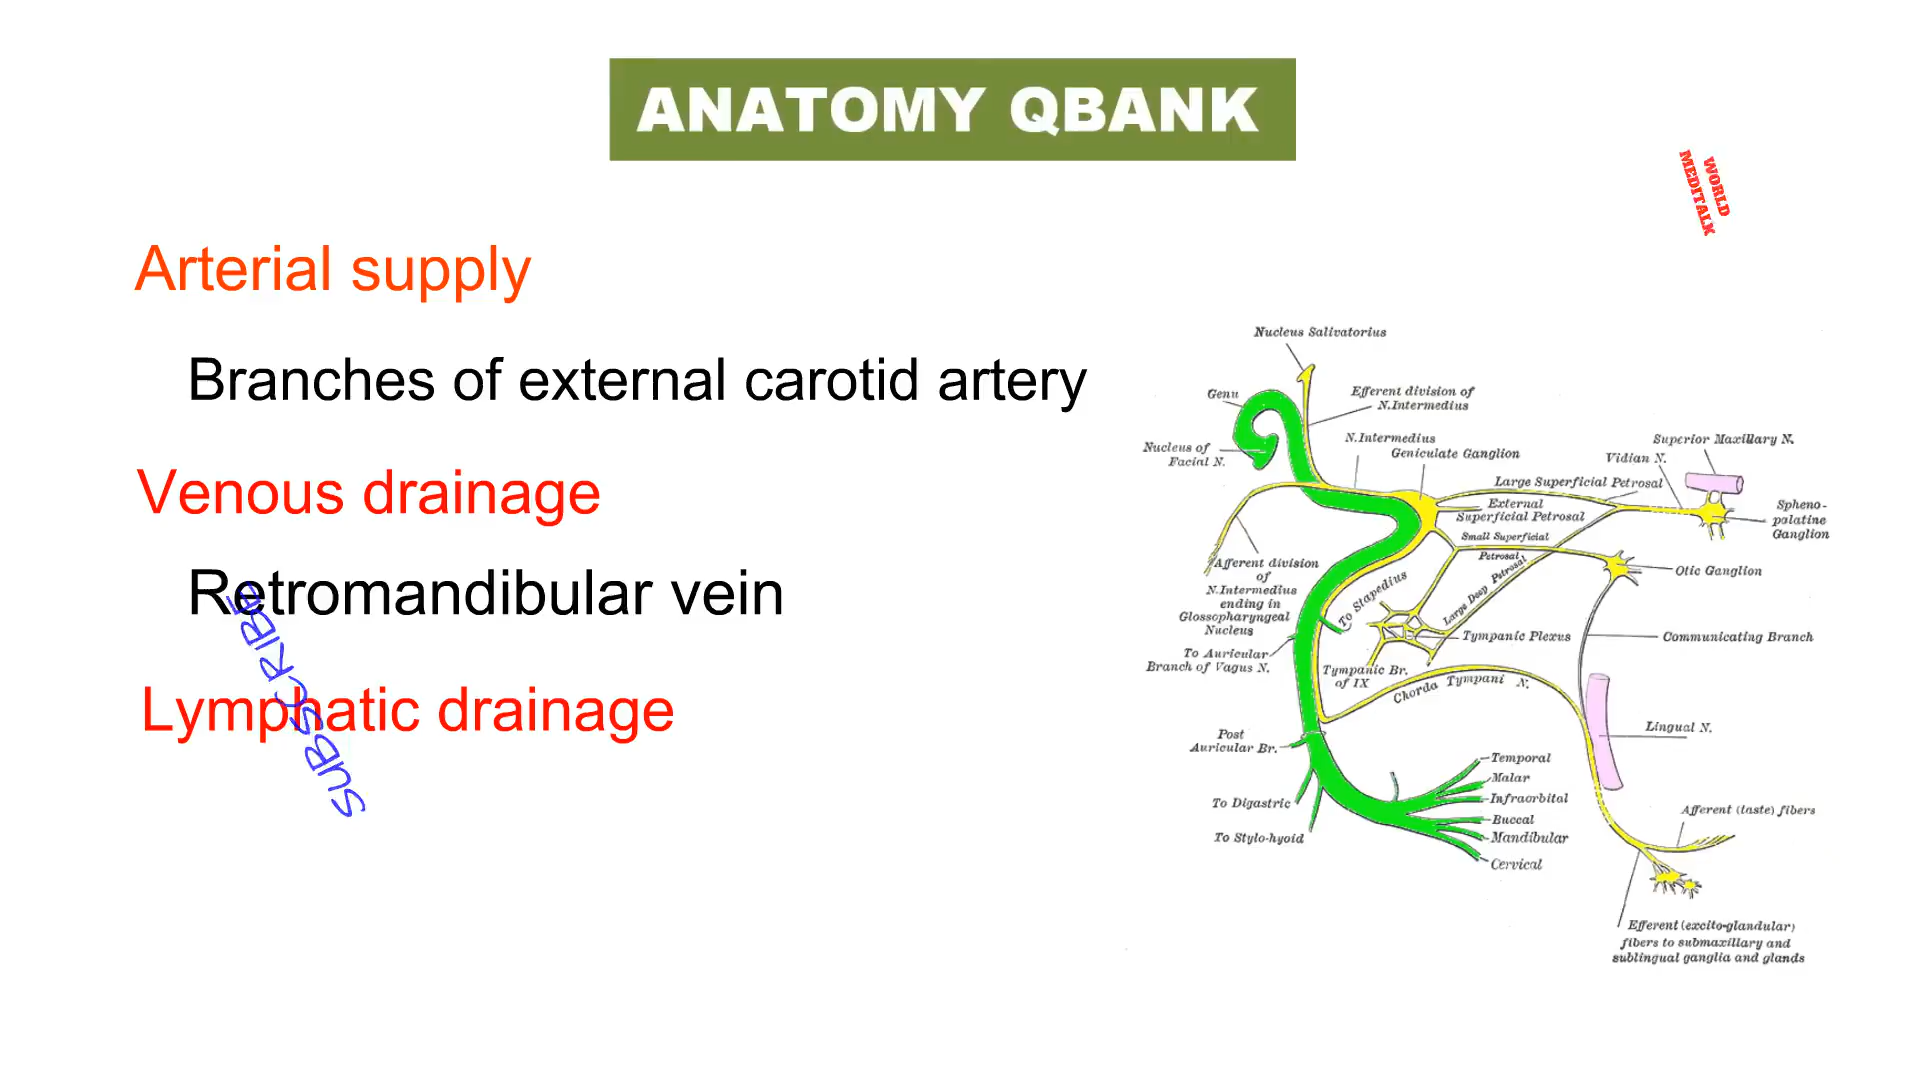 ANATOMY QBANK
WORLD
MEDITALK
Arterial supply
Branches of external carotid artery
Venous drainage
Retromandibular vein
Lymphatic drainage
SUBSCRIBE
Nucleus Salivatorius
Genu
Efferent division of
N.Intermedius
Nucleus of
Facial N.
N.Intermedius
Geniculate Ganglion
Superior Maxillary N.
Vidian N.
Large Superficial Petrosal
External
Superficial Petrosal
Spheno-
palatine
Ganglion
Small Superficial
Petrosal
Large Deep Petrosal
Otic Ganglion
Afferent division
of
N.Intermedius
ending in
Glossopharyngeal
Nucleus
To Stapedius
Tympanic Plexus
Communicating Branch
To Auricular
Branch of Vagus N.
Tympanic Br.
of IX
Chorda Tympani N.
Lingual N.
Post
Auricular Br.
To Digastric
To Stylo-hyoid
Temporal
Malar
Infraorbital
Buccal
Mandibular
Cervical
Afferent (taste) fibers
Efferent (excito-glandular)
fibers to submaxillary and
sublingual ganglia and glands